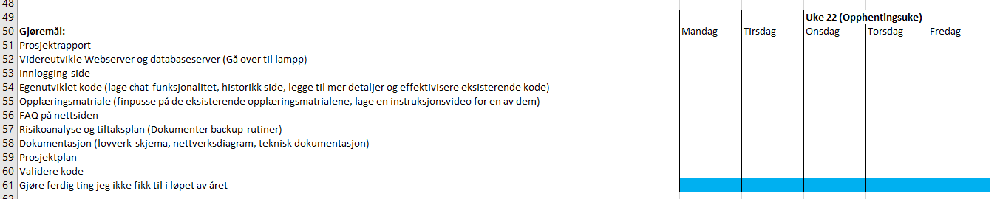 48
49 Uke 22 (Opphentingsuke)
50 Gjøremål: Mandag Tirsdag Onsdag Torsdag Fredag
51 Prosjektrapport
52 Videreutvikle Webserver og databaseserver (Gå over til lampp)
53 Innlogging-side
54 Egenutviklet kode (lage chat-funksjonalitet, historikk side, legge til mer detaljer og effektivisere eksisterende kode)
55 Opplæringsmatriale (finpusse på de eksisterende opplæringsmatrialene, lage en instruksjonsvideo for en av dem)
56 FAQ på nettsiden
57 Risikoanalyse og tiltaksplan (Dokumenter backup-rutiner)
58 Dokumentasjon (lovverk-skjema, nettverksdiagram, teknisk dokumentasjon)
59 Prosjektplan
60 Validere kode
61 Gjøre ferdig ting jeg ikke fikk til i løpet av året
62